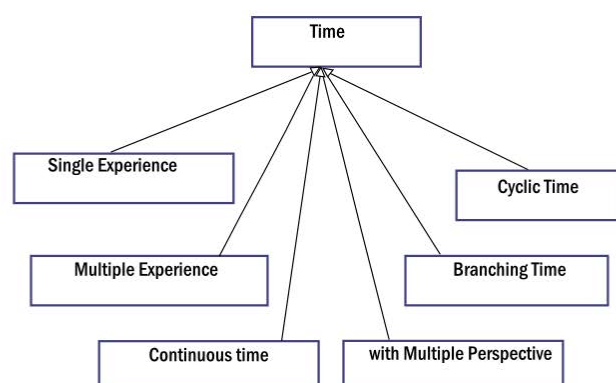 Time
Single Experience
Cyclic Time
Multiple Experience
Branching Time
Continuous time
with Multiple Perspective